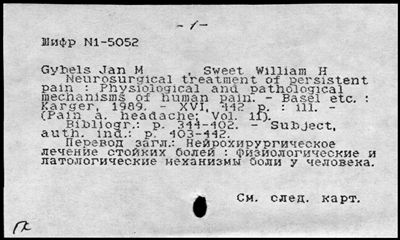 - 1 -
Шифр N1-5052
Gybels Jan M , Sweet William H
Neurosurgical treatment of persistent
pain : Physiological and pathological
mechanisms of human pain. - Basel etc. :
Karger, 1989. - XVI, 442 p. : ill. -
(Pain a. headache; Vol. 11).
Bibliogr.: p. 344-402. - Subject,
auth. ind.: p. 403-442.
Перевод загл.: Нейрохирургическое
лечение стойких болей : физиологические и
патологические механизмы боли у человека.
См. след. карт.